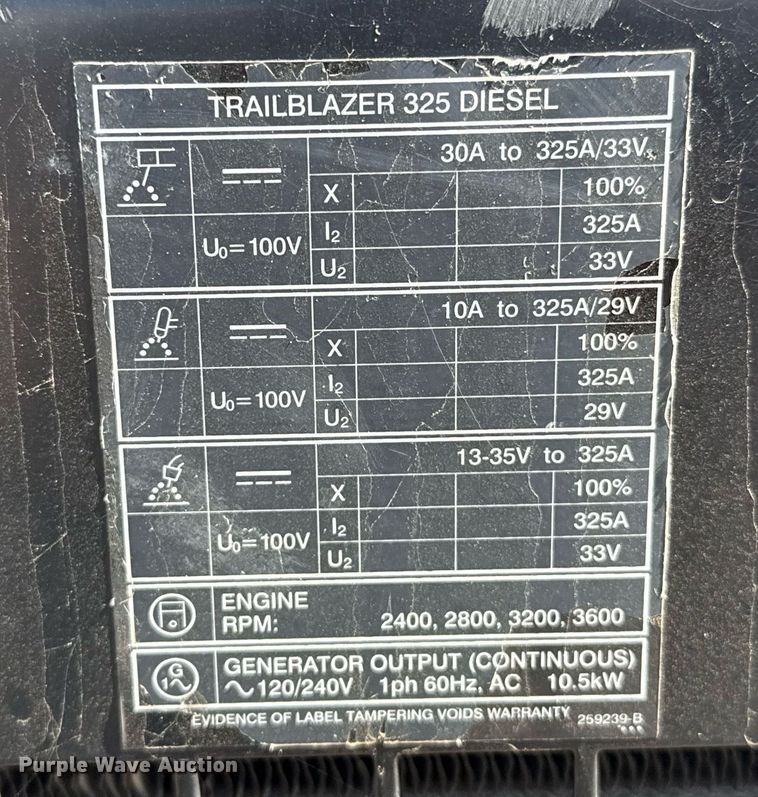 TRAILBLAZER 325 DIESEL
30A to 325A/33V
X 100%
I2 325A
U0=100V
U2 33V
10A to 325A/29V
X 100%
I2 325A
U0=100V
U2 29V
13-35V to 325A
X 100%
I2 325A
U0=100V
U2 33V
ENGINE
RPM: 2400, 2800, 3200, 3600
G
1
GENERATOR OUTPUT (CONTINUOUS)
120/240V 1ph 60Hz, AC 10.5kW
EVIDENCE OF LABEL TAMPERING VOIDS WARRANTY 259239-B
Purple Wave Auction